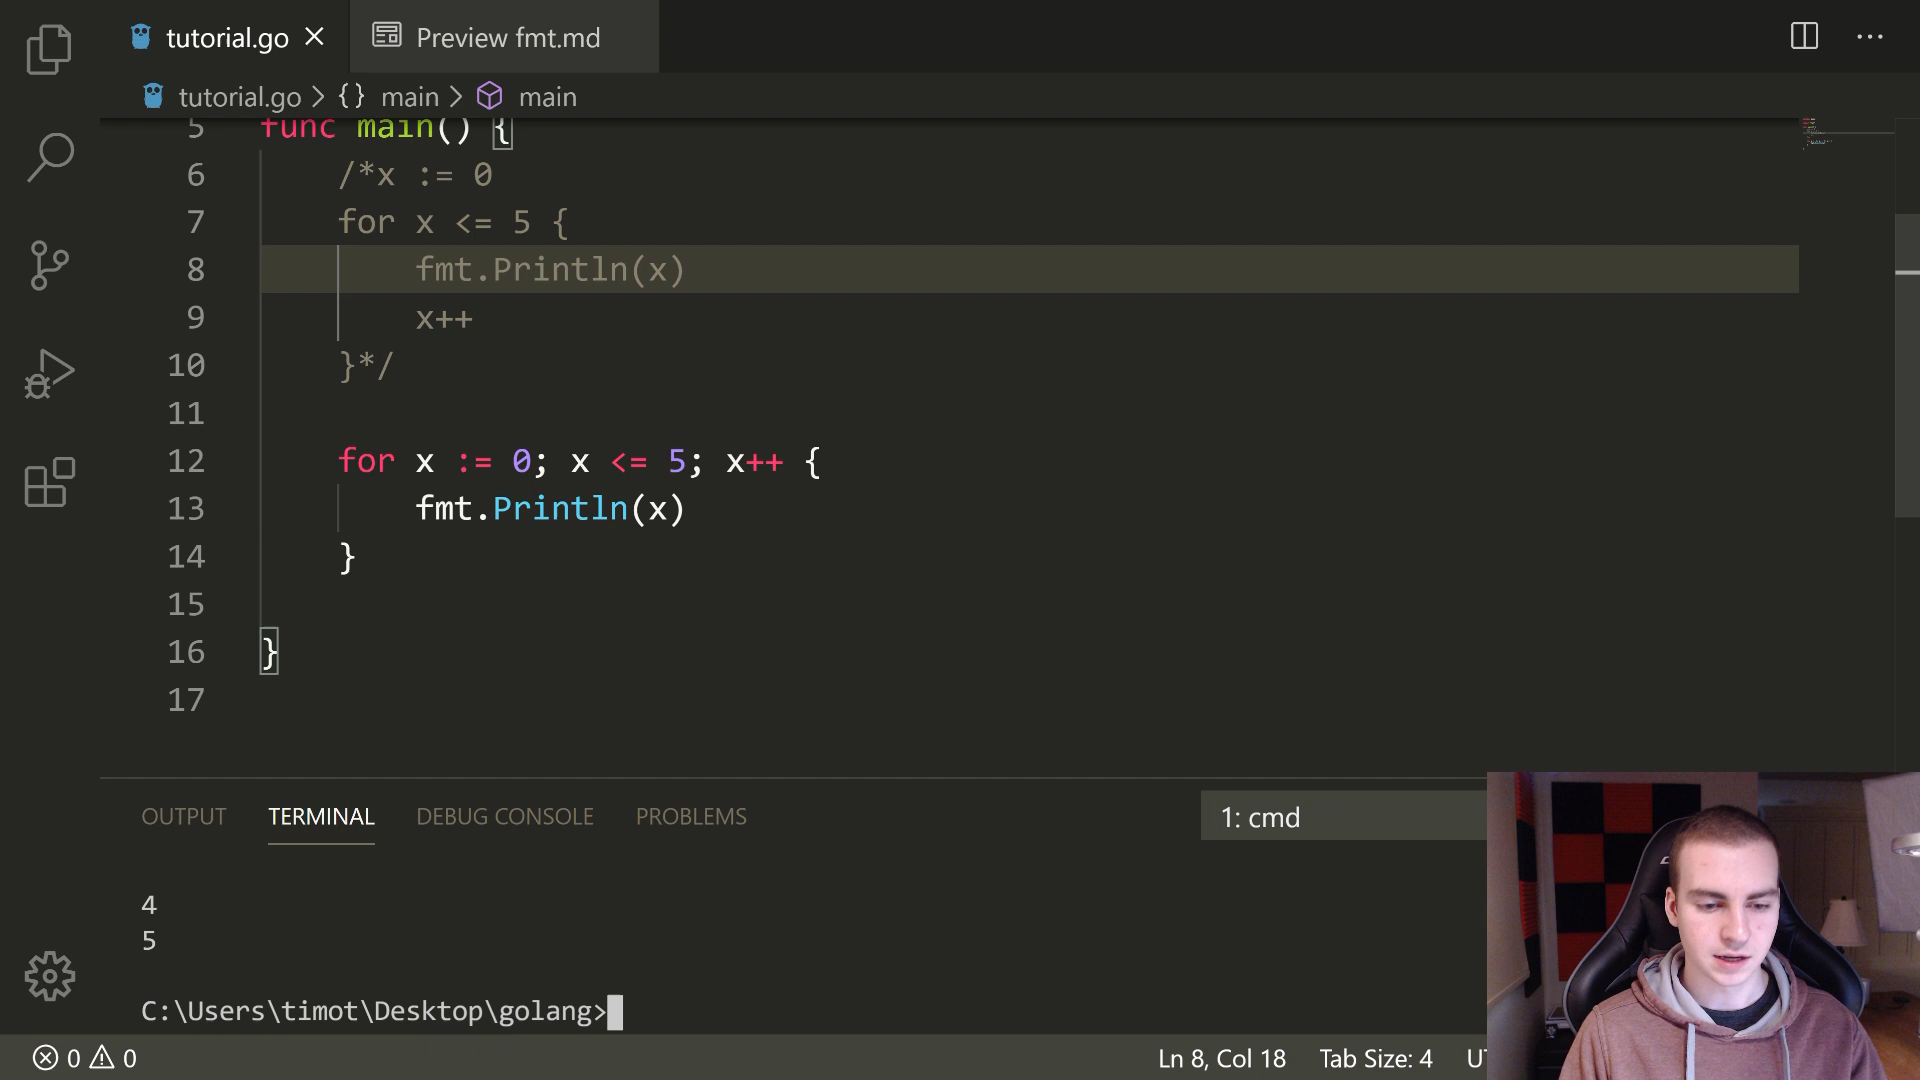 tutorial.go
Preview fmt.md
tutorial.go > {} main > main
5 func main() {
6 /*x := 0
7 for x <= 5 {
8 fmt.Println(x)
9 x++
10 }*/
11
12 for x := 0; x <= 5; x++ {
13 fmt.Println(x)
14 }
15
16 }
17
OUTPUT TERMINAL DEBUG CONSOLE PROBLEMS 1: cmd
4
5
C:\Users\timot\Desktop\golang>
0 0 Ln 8, Col 18 Tab Size: 4